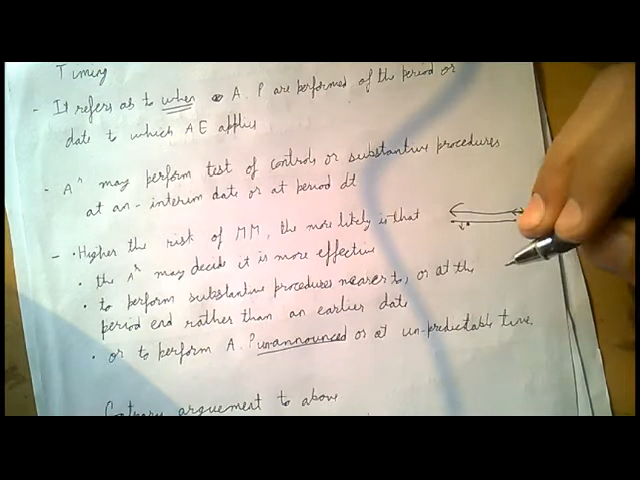 Timing
- It refers as to when A.P are performed of the period or
date to which AE applies
- Aʳ may perform test of controls or substantive procedures
at an - interim date or at period dt
- • Higher the risk of MM, the more likely is that
• the Aʳ may decide it is more effective
• to perform substantive procedures nearer to, or at the
period end rather than an earlier date
• or to perform A.P unannounced or at un-predictable time.
Contrary arguement to above